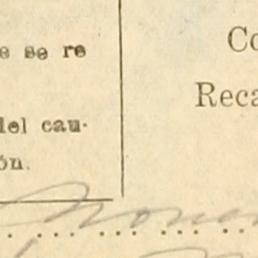 e se re
Co
Reca
del cau-
ón.